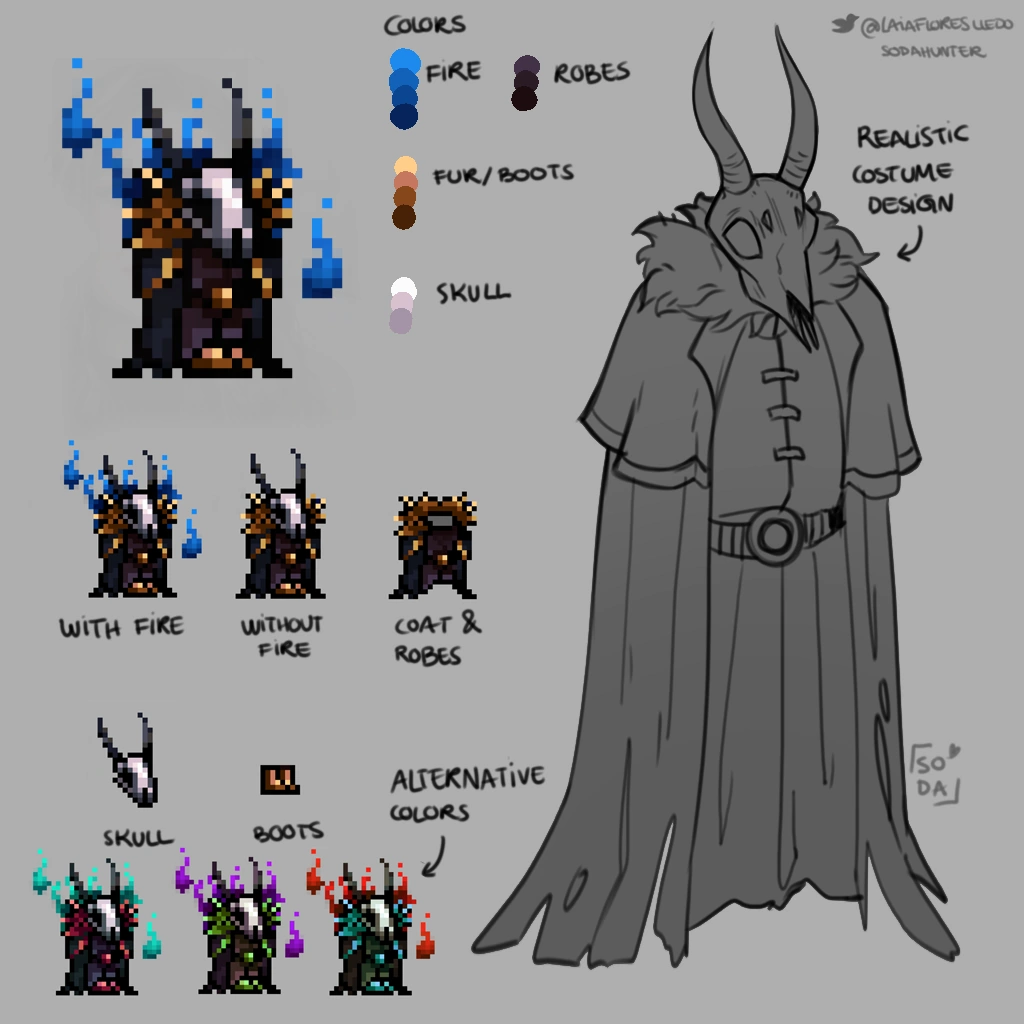 COLORS
FIRE
ROBES
FUR/BOOTS
SKULL
@LAIAFLORESLLEDO
SODAHUNTER
REALISTIC
COSTUME
DESIGN
WITH FIRE
WITHOUT
FIRE
COAT &
ROBES
SKULL
BOOTS
ALTERNATIVE
COLORS
SO
DA